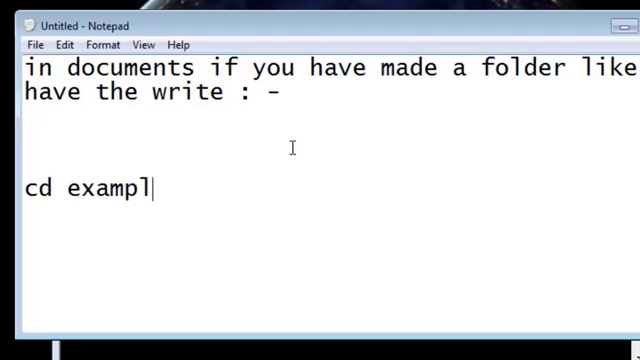 Untitled - Notepad
File Edit Format View Help
in documents if you have made a folder like
have the write : -
cd exampl